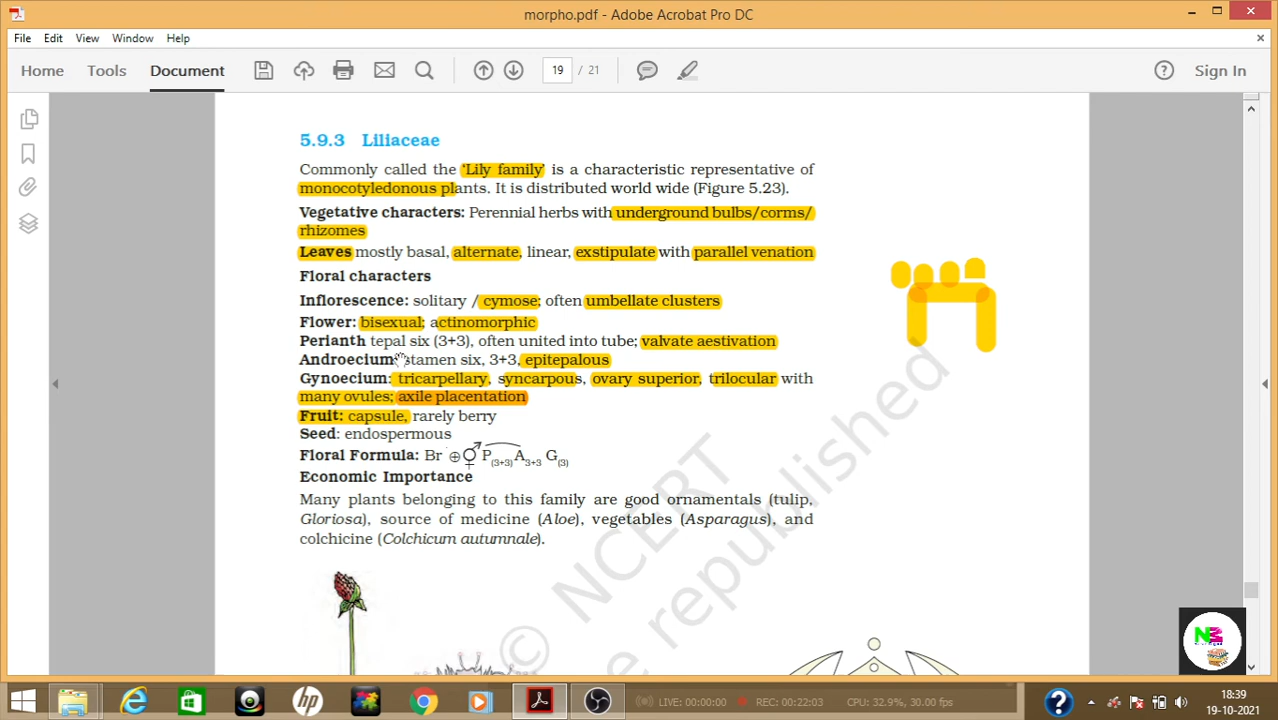 morpho.pdf - Adobe Acrobat Pro DC
File Edit View Window Help
Home Tools Document 19 / 21 Sign In
5.9.3 Liliaceae
Commonly called the 'Lily family' is a characteristic representative of
monocotyledonous plants. It is distributed world wide (Figure 5.23).
Vegetative characters: Perennial herbs with underground bulbs/corms/
rhizomes
Leaves mostly basal, alternate, linear, exstipulate with parallel venation
Floral characters
Inflorescence: solitary / cymose; often umbellate clusters
Flower: bisexual; actinomorphic
Perianth tepal six (3+3), often united into tube; valvate aestivation
Androecium: stamen six, 3+3, epitepalous
Gynoecium: tricarpellary, syncarpous, ovary superior, trilocular with
many ovules; axile placentation
Fruit: capsule, rarely berry
Seed: endospermous
Floral Formula: Br ⊕ ⚥ P(3+3) A3+3 G(3)
Economic Importance
Many plants belonging to this family are good ornamentals (tulip,
Gloriosa), source of medicine (Aloe), vegetables (Asparagus), and
colchicine (Colchicum autumnale).
© NCERT
be republished
LIVE: 00:00:00 REC: 00:22:03 CPU: 32.9%, 30.00 fps
18:39
19-10-2021